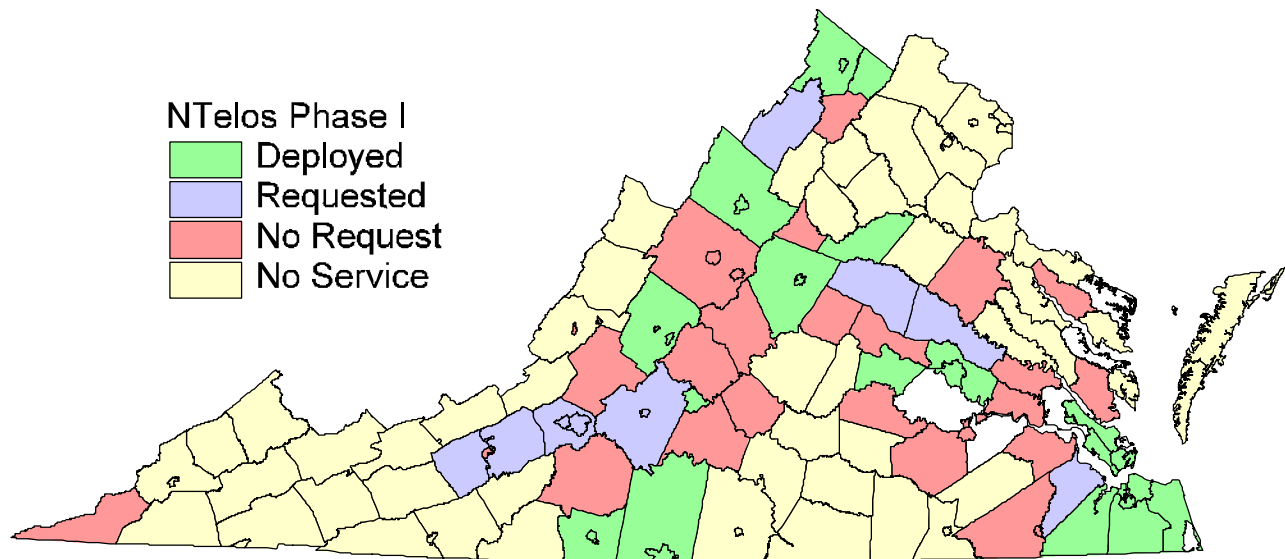 NTelos Phase I
Deployed
Requested
No Request
No Service